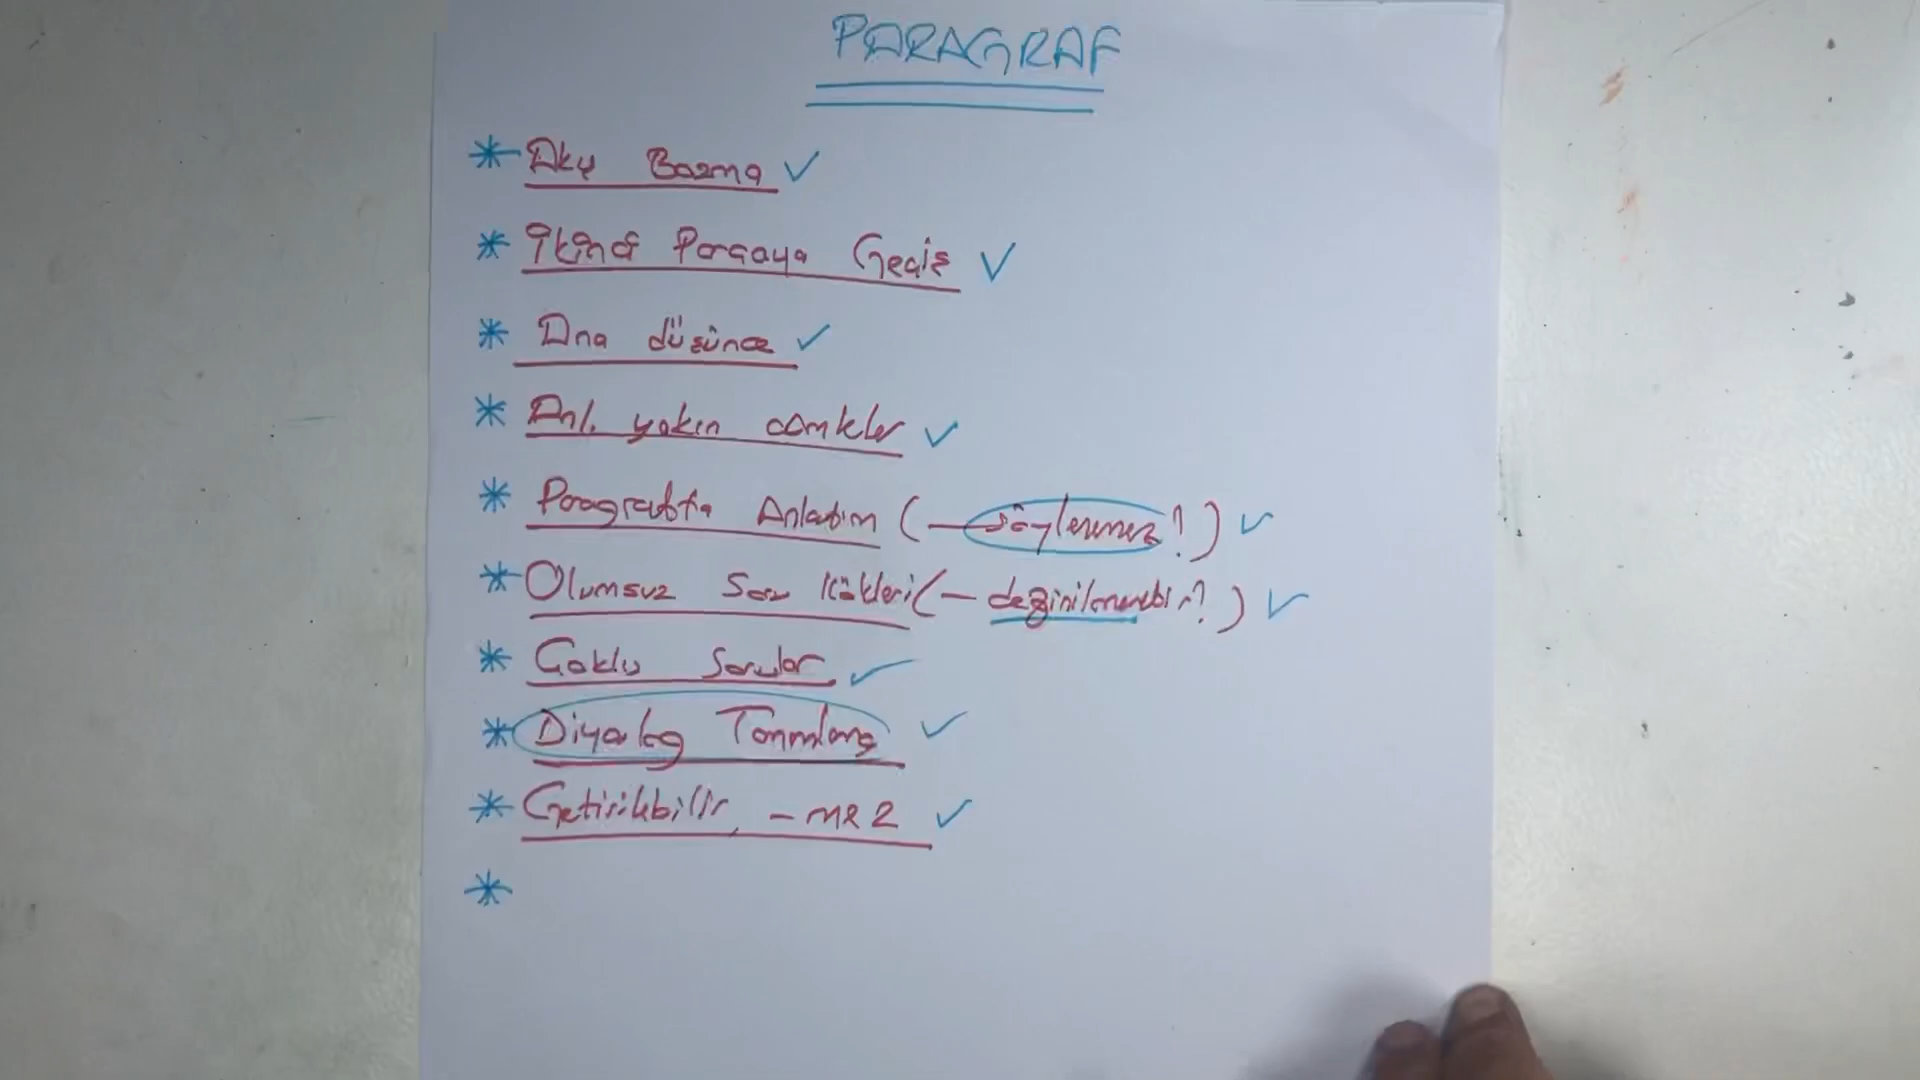 PARAGRAF
* Akış Bozma ✓
* İkinci Parçaya Geçiş ✓
* Ana düşünce ✓
* Anl. yakın cümleler ✓
* Paragrafta Anlatım (— söylenemez? ) ✓
* Olumsuz Soru Kökleri (— değinilmemektedir? ) ✓
* Çoklu Sorular ✓
* Diyalog Tamamlama ✓
* Getirilebilir, - mez ✓
*